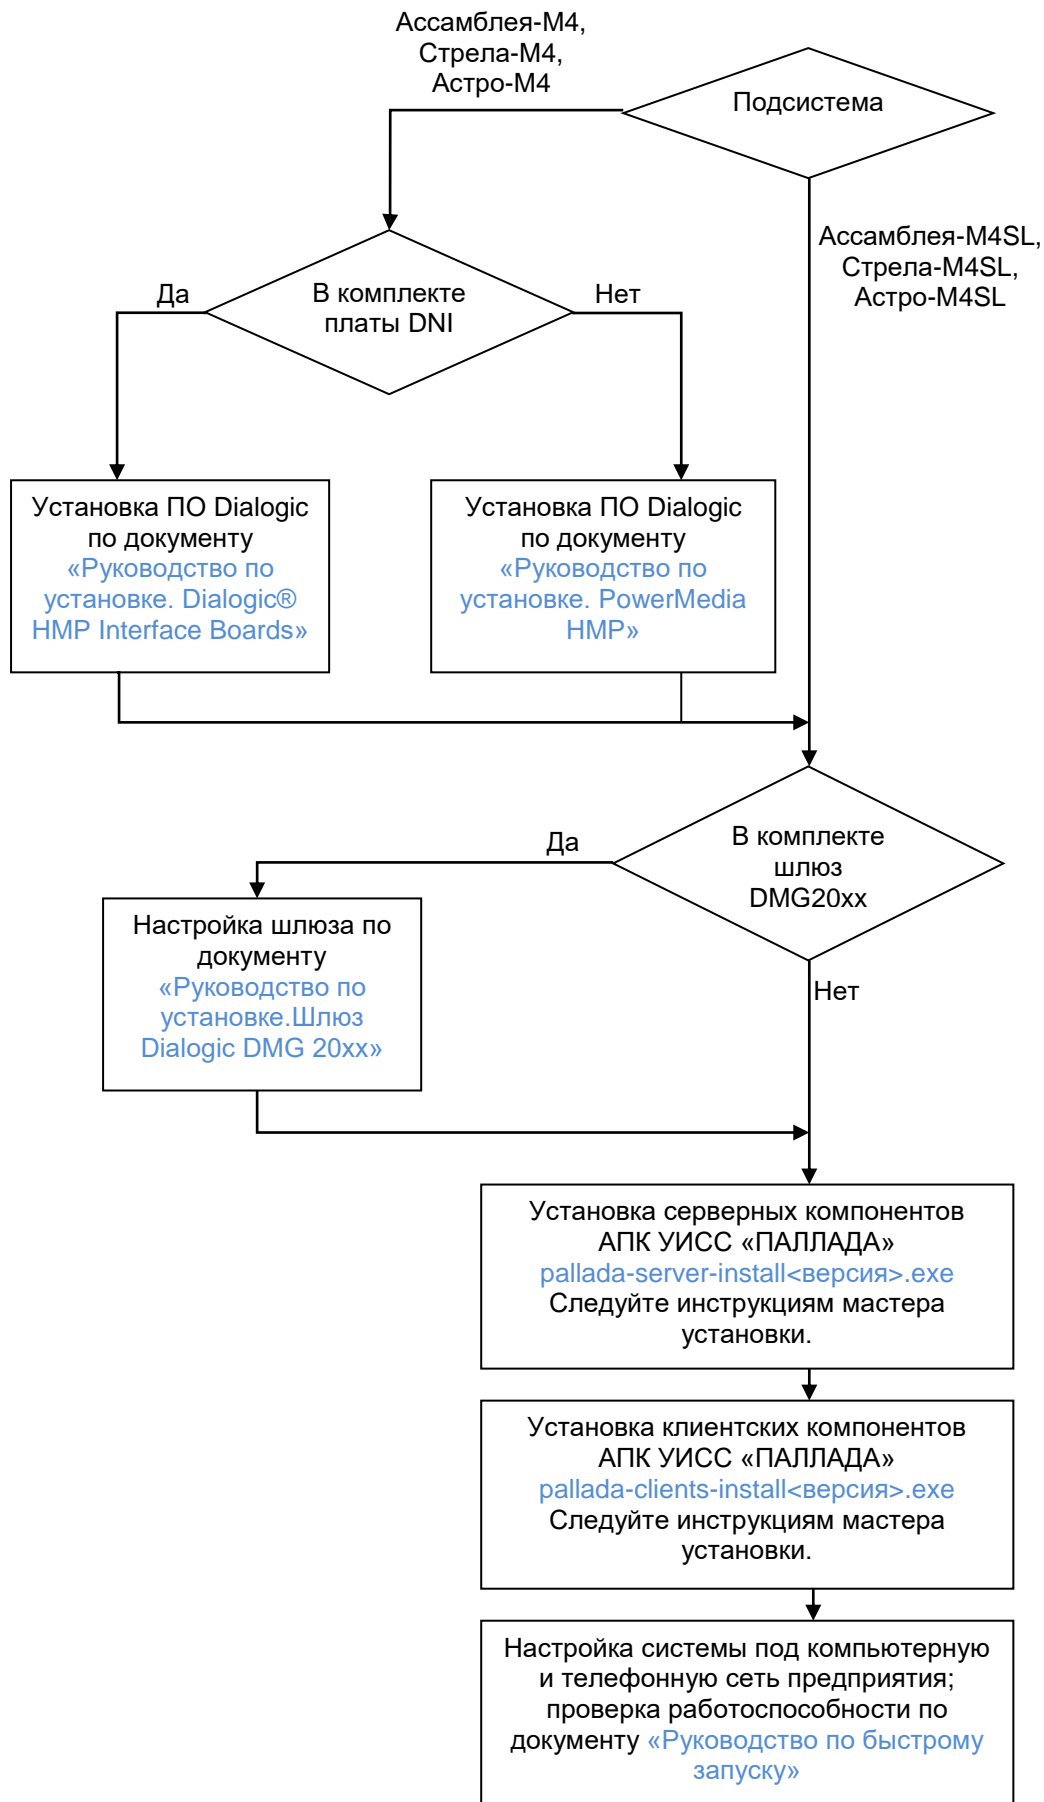 Ассамблея-М4,
Стрела-М4,
Астро-М4
Подсистема
Ассамблея-М4SL,
Стрела-М4SL,
Астро-М4SL
Да
В комплекте
платы DNI
Нет
Установка ПО Dialogic
по документу
«Руководство по
установке. Dialogic®
HMP Interface Boards»
Установка ПО Dialogic
по документу
«Руководство по
установке. PowerMedia
HMP»
Да
В комплекте
шлюз
DMG20xx
Настройка шлюза по
документу
«Руководство по
установке.Шлюз
Dialogic DMG 20xx»
Нет
Установка серверных компонентов
АПК УИСС «ПАЛЛАДА»
pallada-server-install<версия>.exe
Следуйте инструкциям мастера
установки.
Установка клиентских компонентов
АПК УИСС «ПАЛЛАДА»
pallada-clients-install<версия>.exe
Следуйте инструкциям мастера
установки.
Настройка системы под компьютерную
и телефонную сеть предприятия;
проверка работоспособности по
документу «Руководство по быстрому
запуску»